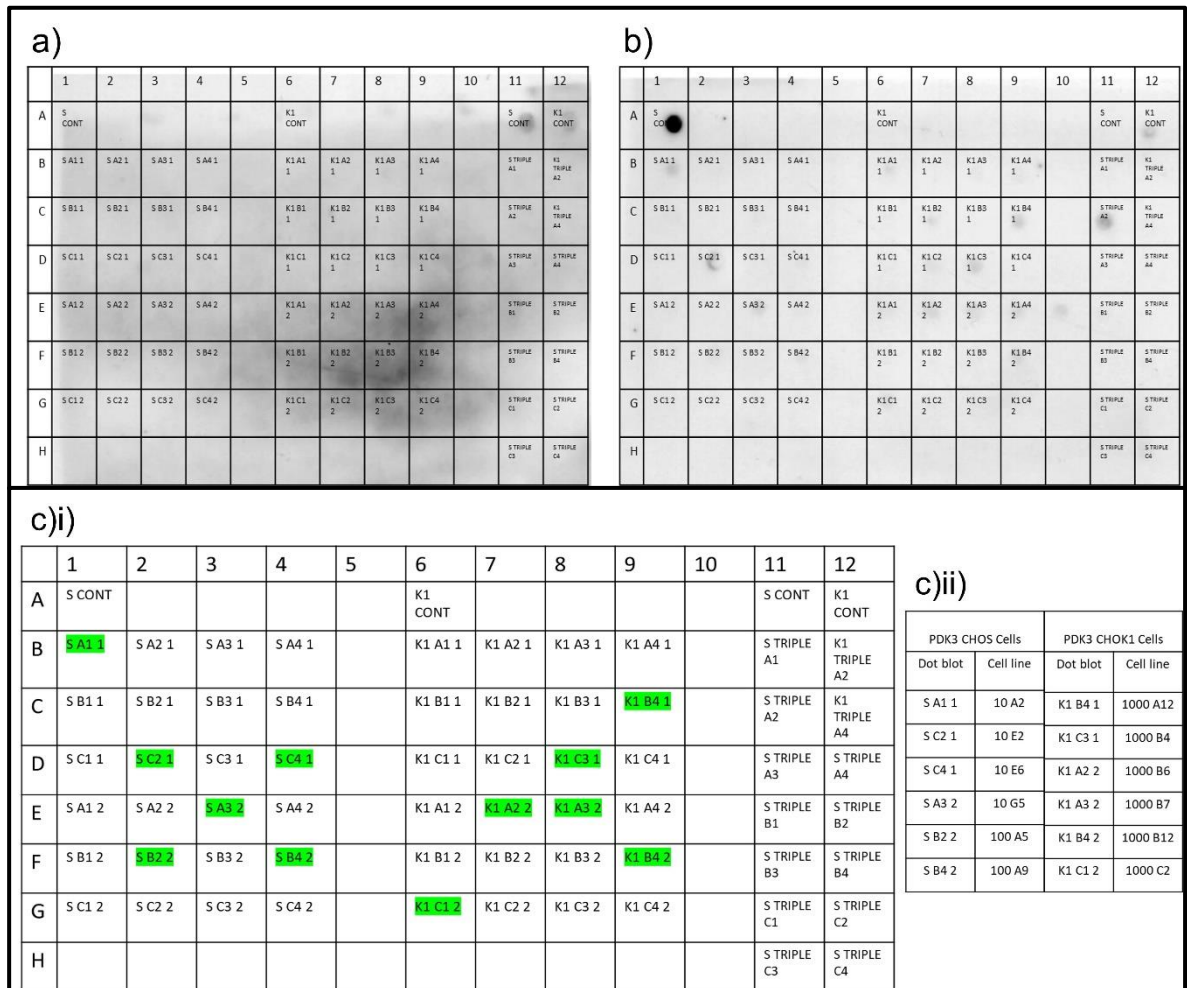 a)
1 2 3 4 5 6 7 8 9 10 11 12
A S CONT K1 CONT S CONT K1 CONT
B S A1 1 S A2 1 S A3 1 S A4 1 K1 A1 1 K1 A2 1 K1 A3 1 K1 A4 1 S TRIPLE A1 K1 TRIPLE A2
C S B1 1 S B2 1 S B3 1 S B4 1 K1 B1 1 K1 B2 1 K1 B3 1 K1 B4 1 S TRIPLE A2 K1 TRIPLE A4
D S C1 1 S C2 1 S C3 1 S C4 1 K1 C1 1 K1 C2 1 K1 C3 1 K1 C4 1 S TRIPLE A3 S TRIPLE A4
E S A1 2 S A2 2 S A3 2 S A4 2 K1 A1 2 K1 A2 2 K1 A3 2 K1 A4 2 S TRIPLE B1 S TRIPLE B2
F S B1 2 S B2 2 S B3 2 S B4 2 K1 B1 2 K1 B2 2 K1 B3 2 K1 B4 2 S TRIPLE B3 S TRIPLE B4
G S C1 2 S C2 2 S C3 2 S C4 2 K1 C1 2 K1 C2 2 K1 C3 2 K1 C4 2 S TRIPLE C1 S TRIPLE C2
H S TRIPLE C3 S TRIPLE C4
b)
1 2 3 4 5 6 7 8 9 10 11 12
A S CONT K1 CONT S CONT K1 CONT
B S A1 1 S A2 1 S A3 1 S A4 1 K1 A1 1 K1 A2 1 K1 A3 1 K1 A4 1 S TRIPLE A1 K1 TRIPLE A2
C S B1 1 S B2 1 S B3 1 S B4 1 K1 B1 1 K1 B2 1 K1 B3 1 K1 B4 1 S TRIPLE A2 K1 TRIPLE A4
D S C1 1 S C2 1 S C3 1 S C4 1 K1 C1 1 K1 C2 1 K1 C3 1 K1 C4 1 S TRIPLE A3 S TRIPLE A4
E S A1 2 S A2 2 S A3 2 S A4 2 K1 A1 2 K1 A2 2 K1 A3 2 K1 A4 2 S TRIPLE B1 S TRIPLE B2
F S B1 2 S B2 2 S B3 2 S B4 2 K1 B1 2 K1 B2 2 K1 B3 2 K1 B4 2 S TRIPLE B3 S TRIPLE B4
G S C1 2 S C2 2 S C3 2 S C4 2 K1 C1 2 K1 C2 2 K1 C3 2 K1 C4 2 S TRIPLE C1 S TRIPLE C2
H S TRIPLE C3 S TRIPLE C4
c)i)
1 2 3 4 5 6 7 8 9 10 11 12
A S CONT K1 CONT S CONT K1 CONT
B S A1 1 S A2 1 S A3 1 S A4 1 K1 A1 1 K1 A2 1 K1 A3 1 K1 A4 1 S TRIPLE A1 K1 TRIPLE A2
C S B1 1 S B2 1 S B3 1 S B4 1 K1 B1 1 K1 B2 1 K1 B3 1 K1 B4 1 S TRIPLE A2 K1 TRIPLE A4
D S C1 1 S C2 1 S C3 1 S C4 1 K1 C1 1 K1 C2 1 K1 C3 1 K1 C4 1 S TRIPLE A3 S TRIPLE A4
E S A1 2 S A2 2 S A3 2 S A4 2 K1 A1 2 K1 A2 2 K1 A3 2 K1 A4 2 S TRIPLE B1 S TRIPLE B2
F S B1 2 S B2 2 S B3 2 S B4 2 K1 B1 2 K1 B2 2 K1 B3 2 K1 B4 2 S TRIPLE B3 S TRIPLE B4
G S C1 2 S C2 2 S C3 2 S C4 2 K1 C1 2 K1 C2 2 K1 C3 2 K1 C4 2 S TRIPLE C1 S TRIPLE C2
H S TRIPLE C3 S TRIPLE C4
c)ii)
PDK3 CHOS Cells PDK3 CHOK1 Cells
Dot blot Cell line Dot blot Cell line
S A1 1 10 A2 K1 B4 1 1000 A12
S C2 1 10 E2 K1 C3 1 1000 B4
S C4 1 10 E6 K1 A2 2 1000 B6
S A3 2 10 G5 K1 A3 2 1000 B7
S B2 2 100 A5 K1 B4 2 1000 B12
S B4 2 100 A9 K1 C1 2 1000 C2